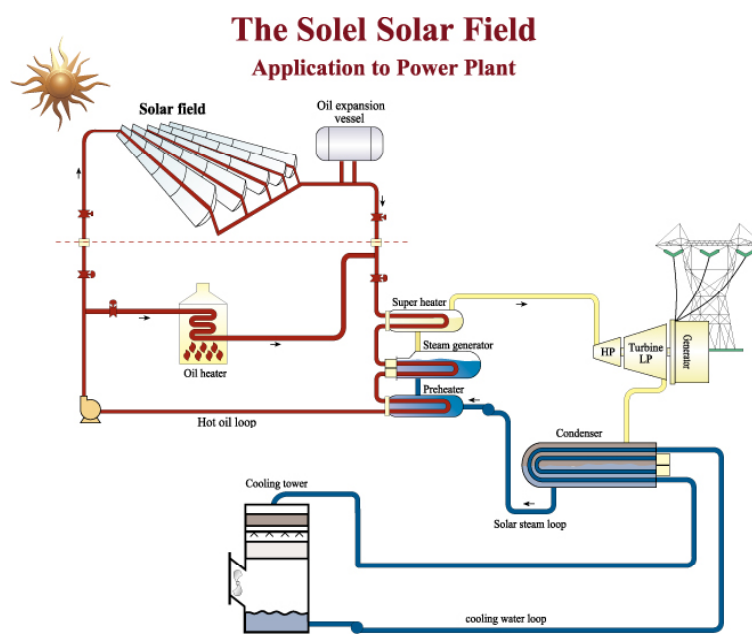 The Solel Solar Field
Application to Power Plant
Solar field
Oil expansion
vessel
Super heater
Steam generator
Preheater
Oil heater
Hot oil loop
HP
Turbine
LP
Generator
Condenser
Solar steam loop
Cooling tower
cooling water loop